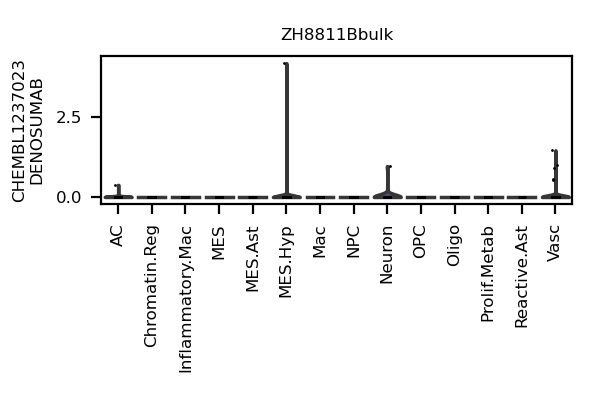 ZH8811Bbulk
CHEMBL1237023
DENOSUMAB
2.5
0.0
AC
Chromatin.Reg
Inflammatory.Mac
MES
MES.Ast
MES.Hyp
Mac
NPC
Neuron
OPC
Oligo
Prolif.Metab
Reactive.Ast
Vasc